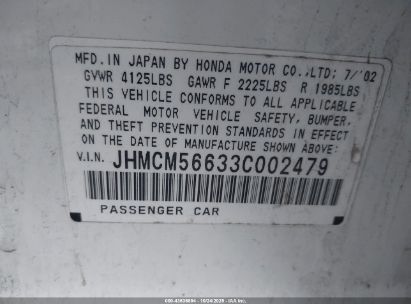 MFD. IN JAPAN BY HONDA MOTOR CO.,LTD; 7/'02
GVWR 4125LBS GAWR F 2225LBS R 1985LBS
THIS VEHICLE CONFORMS TO ALL APPLICABLE
FEDERAL MOTOR VEHICLE SAFETY, BUMPER,
AND THEFT PREVENTION STANDARDS IN EFFECT
ON THE DATE OF MANUFACTURE SHOWN ABOVE:
V.I.N. JHMCM56633C002479
PASSENGER CAR